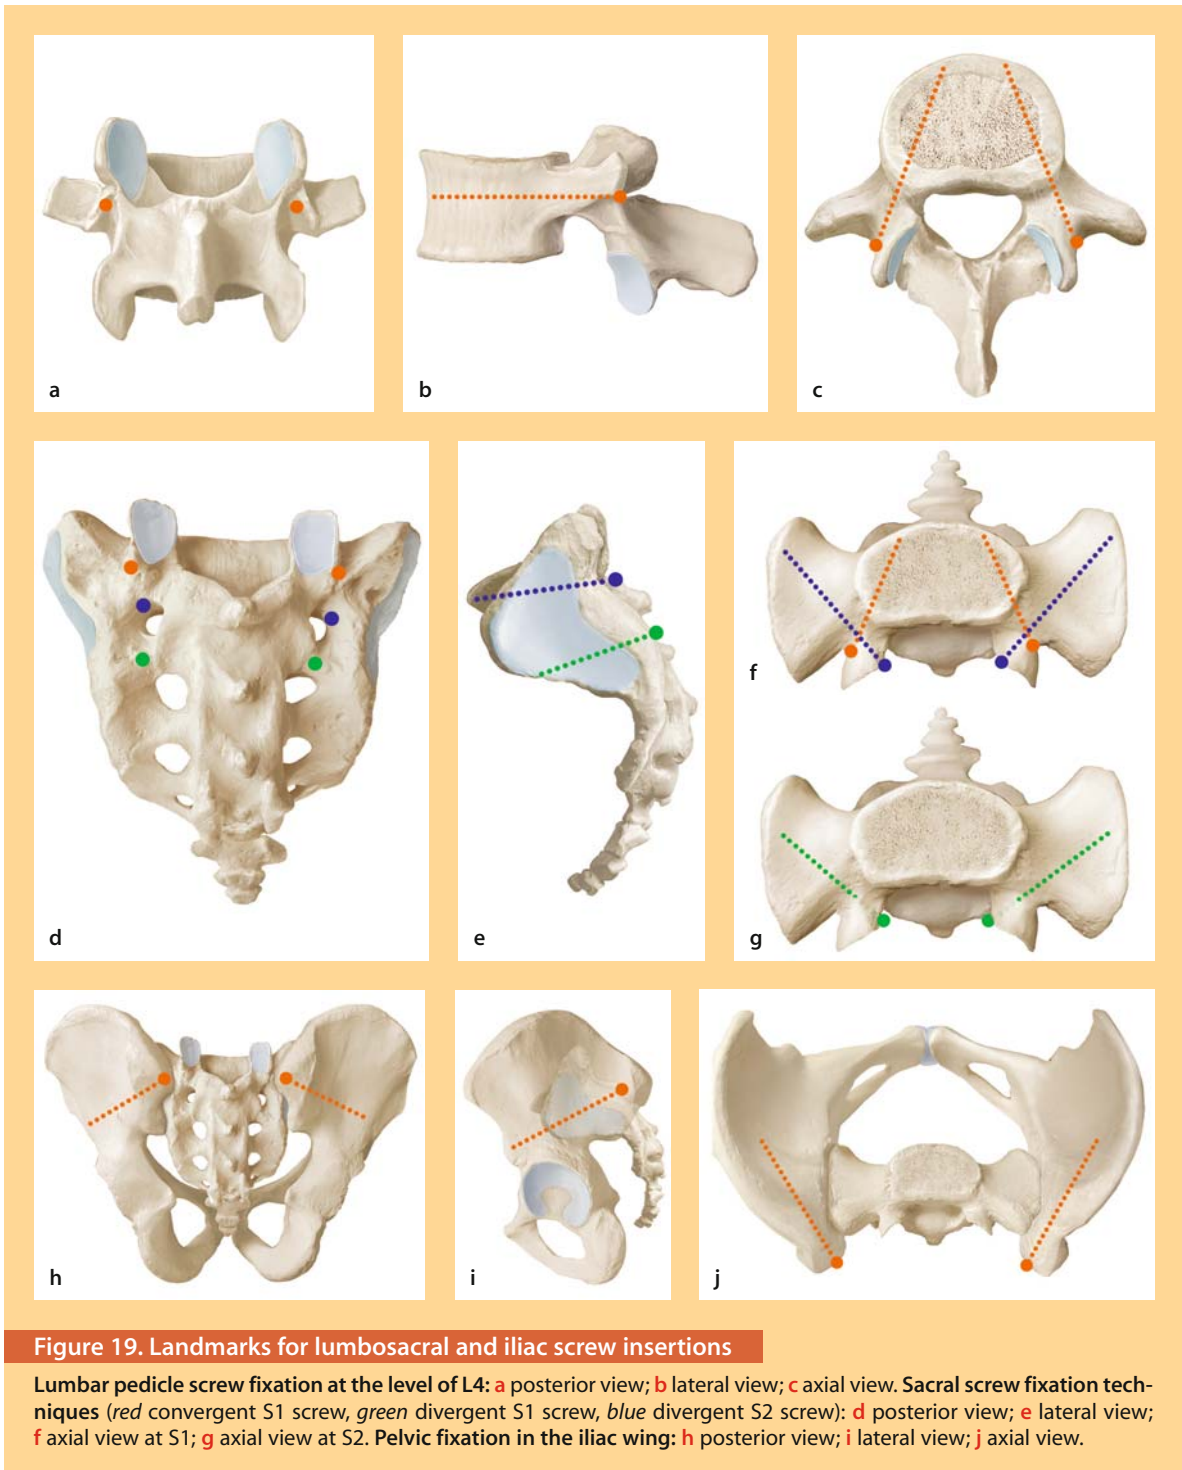 a
b
c
d
e
f
g
h
i
j
Figure 19. Landmarks for lumbosacral and iliac screw insertions
Lumbar pedicle screw fixation at the level of L4: a posterior view; b lateral view; c axial view. Sacral screw fixation tech-
niques (red convergent S1 screw, green divergent S1 screw, blue divergent S2 screw): d posterior view; e lateral view;
f axial view at S1; g axial view at S2. Pelvic fixation in the iliac wing: h posterior view; i lateral view; j axial view.